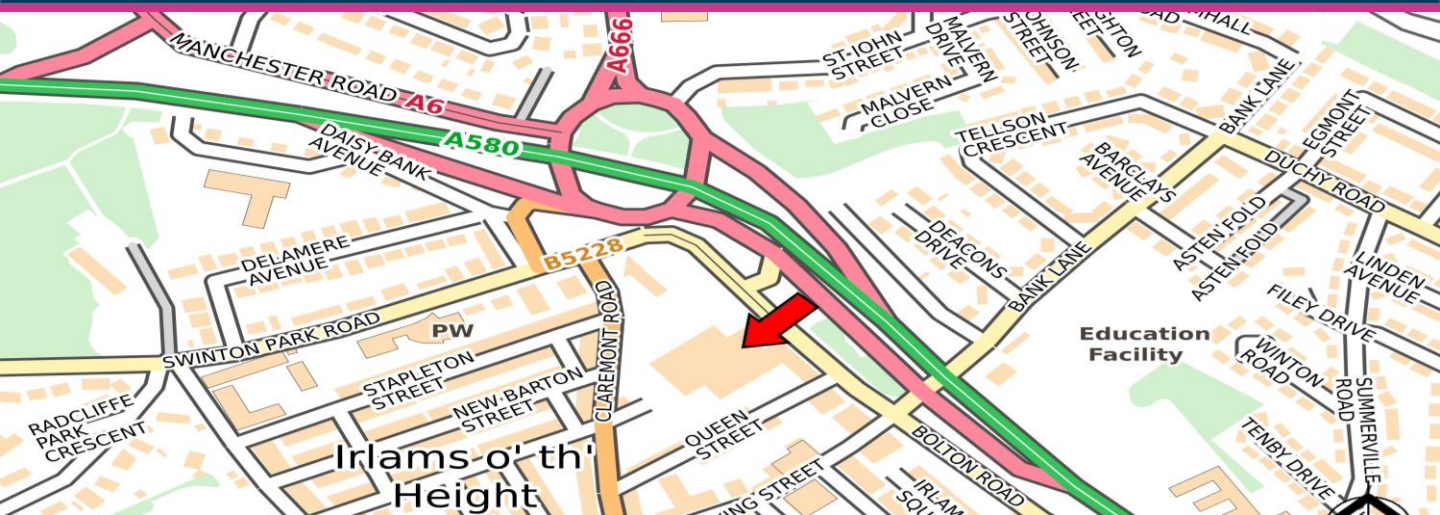 A666
ST JOHN
STREET
MALVERN
DRIVE
MALVERN
CLOSE
BANK LANE
MANCHESTER ROAD
A6
A580
DAISY BANK
AVENUE
TELLSON
CRESCENT
BARCLAYS
AVENUE
EGMONT
STREET
DUCHY ROAD
ASTEN FOLD
ASTEN FOLD
LINDEN
AVENUE
DELAMERE
AVENUE
B5228
DEACONS
DRIVE
BANK LANE
FILEY DRIVE
SWINTON PARK ROAD
PW
CLAREMONT ROAD
Education
Facility
WINTON
ROAD
STAPLETON
STREET
NEW BARTON
STREET
SUMMERVILLE
ROAD
RADCLIFFE
PARK
CRESCENT
QUEEN
STREET
BOLTON ROAD
TENBY DRIVE
Irlams o' th'
Height